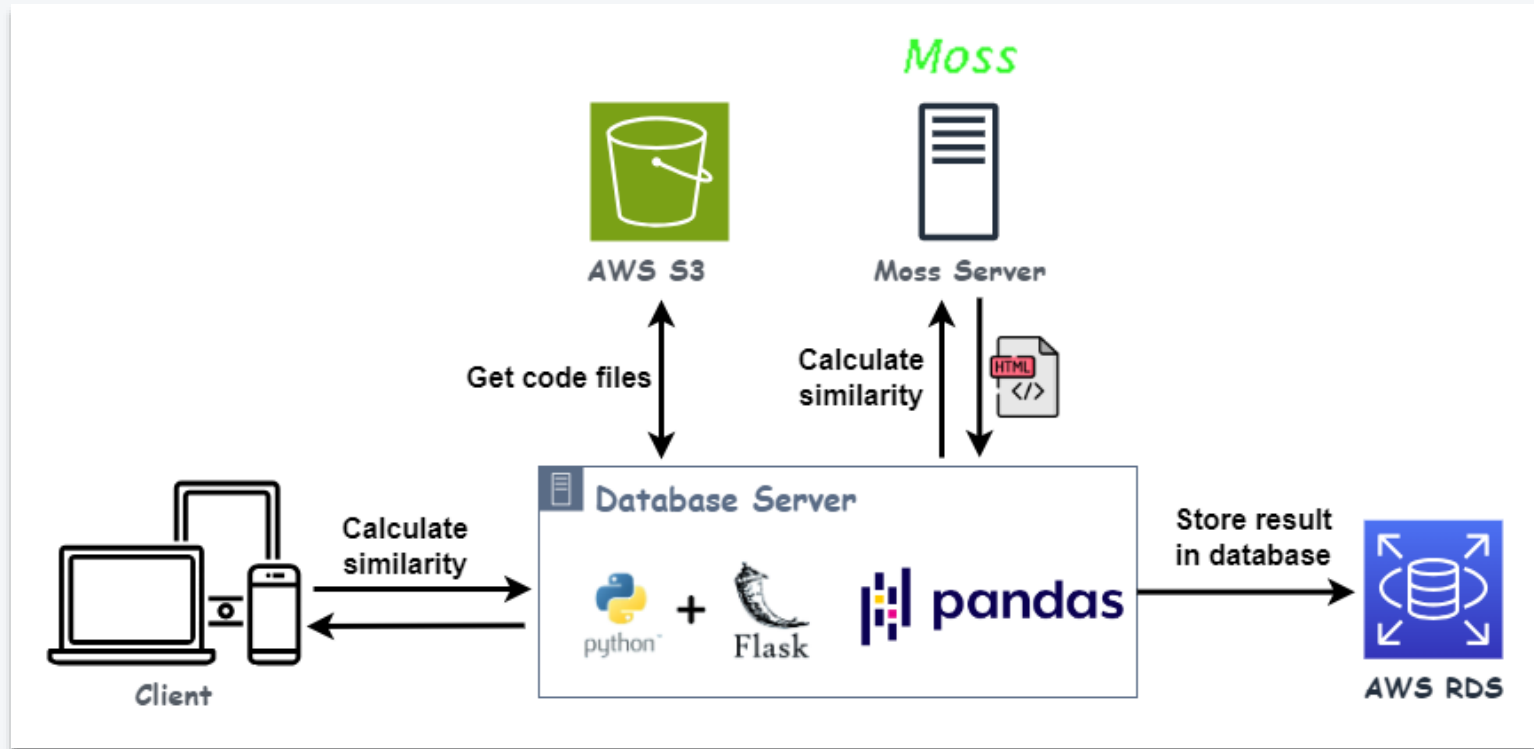 Moss
AWS S3
Moss Server
Get code files
Calculate
similarity
HTML
</>
Database Server
Calculate
similarity
python
+
Flask
pandas
Store result
in database
Client
AWS RDS